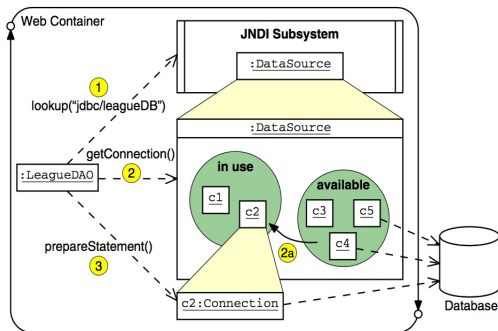 Web Container
JNDI Subsystem
:DataSource
1
lookup("jdbc/leagueDB")
:DataSource
getConnection()
2
:LeagueDAO
in use
available
c1
c2
c3
c5
c4
2a
prepareStatement()
3
c2:Connection
Database